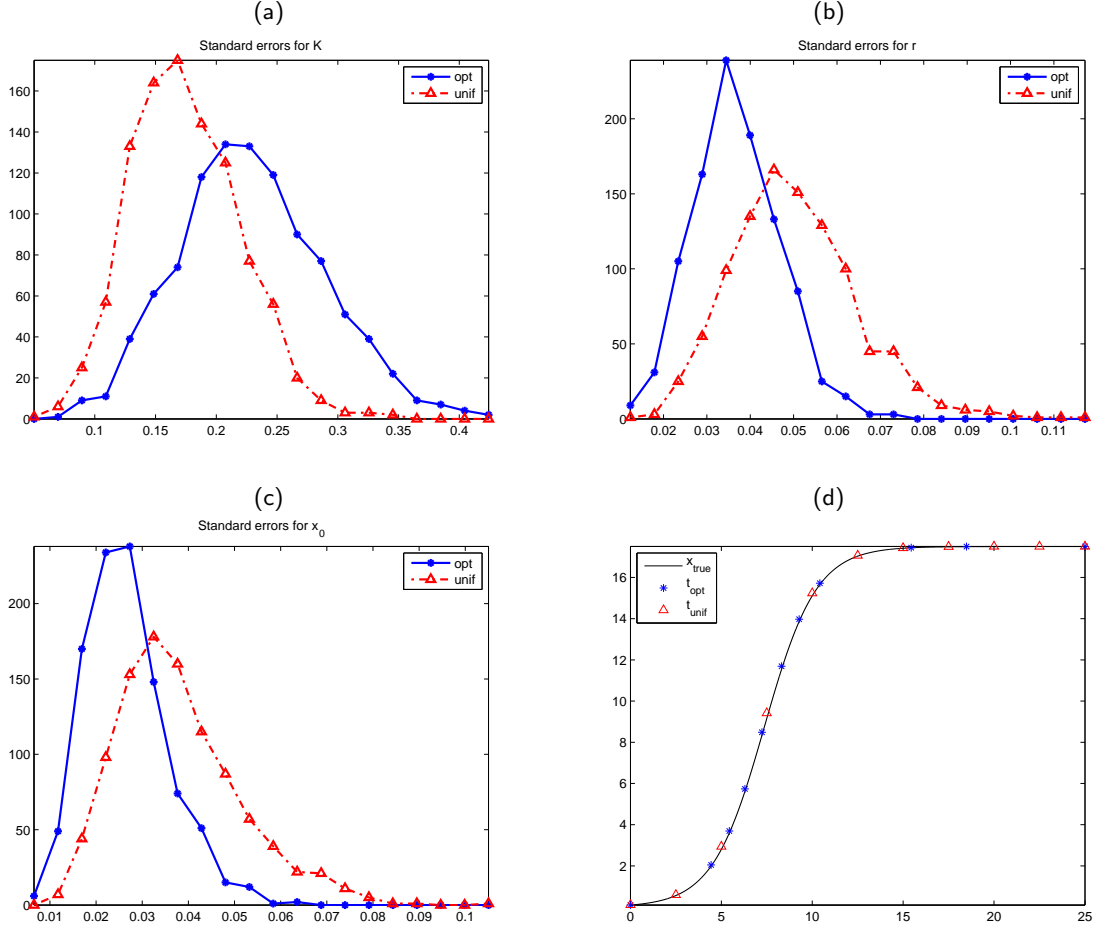 (a)
Standard errors for K
160
140
120
100
80
60
40
20
0
0.1 0.15 0.2 0.25 0.3 0.35 0.4
opt
unif
(b)
Standard errors for r
200
150
100
50
0
0.02 0.03 0.04 0.05 0.06 0.07 0.08 0.09 0.1 0.11
opt
unif
(c)
Standard errors for x_0
200
150
100
50
0
0.01 0.02 0.03 0.04 0.05 0.06 0.07 0.08 0.09 0.1
opt
unif
(d)
16
14
12
10
8
6
4
2
0 5 10 15 20 25
x_true
t_opt
t_unif